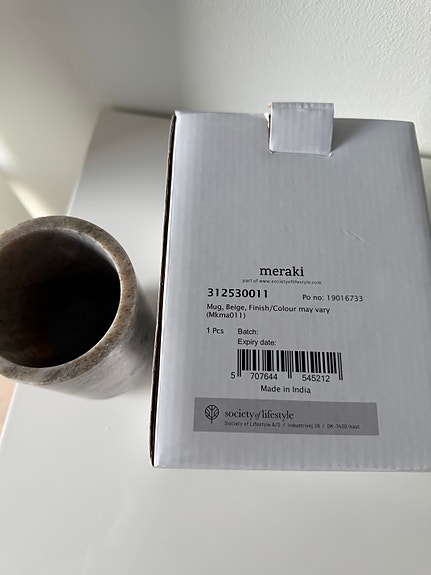 meraki
part of www.societyoflifestyle.com
312530011 Po no: 19016733
Mug, Beige, Finish/Colour may vary
(Mkma011)
1 Pcs Batch:
Expiry date:
5 707644 545212
Made in India
society of lifestyle
Society of Lifestyle A/S / Industrivej 29 / DK-7430 Ikast